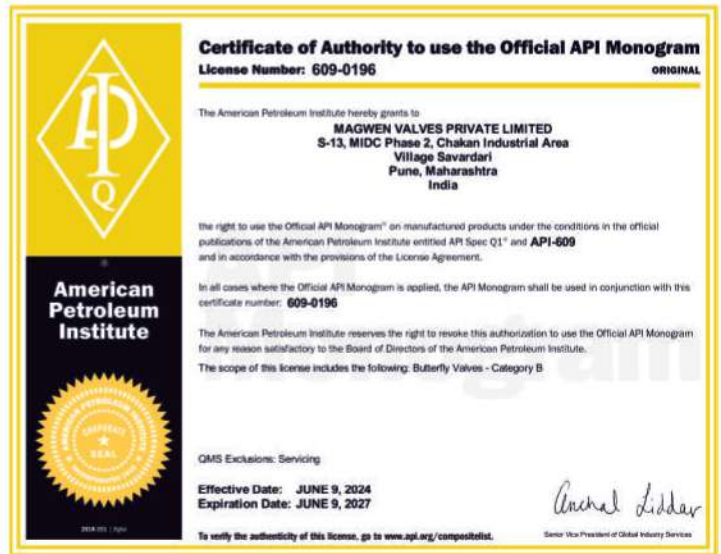 Certificate of Authority to use the Official API Monogram
License Number: 609-0196
ORIGINAL
The American Petroleum Institute hereby grants to
MAGWEN VALVES PRIVATE LIMITED
S-13, MIDC Phase 2, Chakan Industrial Area
Village Savardari
Pune, Maharashtra
India
the right to use the Official API Monogram® on manufactured products under the conditions in the official
publications of the American Petroleum Institute entitled API Spec Q1® and API-609
and in accordance with the provisions of the License Agreement.
In all cases where the Official API Monogram is applied, the API Monogram shall be used in conjunction with this
certificate number: 609-0196
The American Petroleum Institute reserves the right to revoke this authorization to use the Official API Monogram
for any reason satisfactory to the Board of Directors of the American Petroleum Institute.
The scope of this license includes the following: Butterfly Valves - Category B
QMS Exclusions: Servicing
Effective Date: JUNE 9, 2024
Expiration Date: JUNE 9, 2027
To verify the authenticity of this license, go to www.api.org/compositelist.
Senior Vice President of Global Industry Services
API
Q
®
American
Petroleum
Institute
AMERICAN PETROLEUM INSTITUTE
CORPORATE
SEAL
API
Monogram